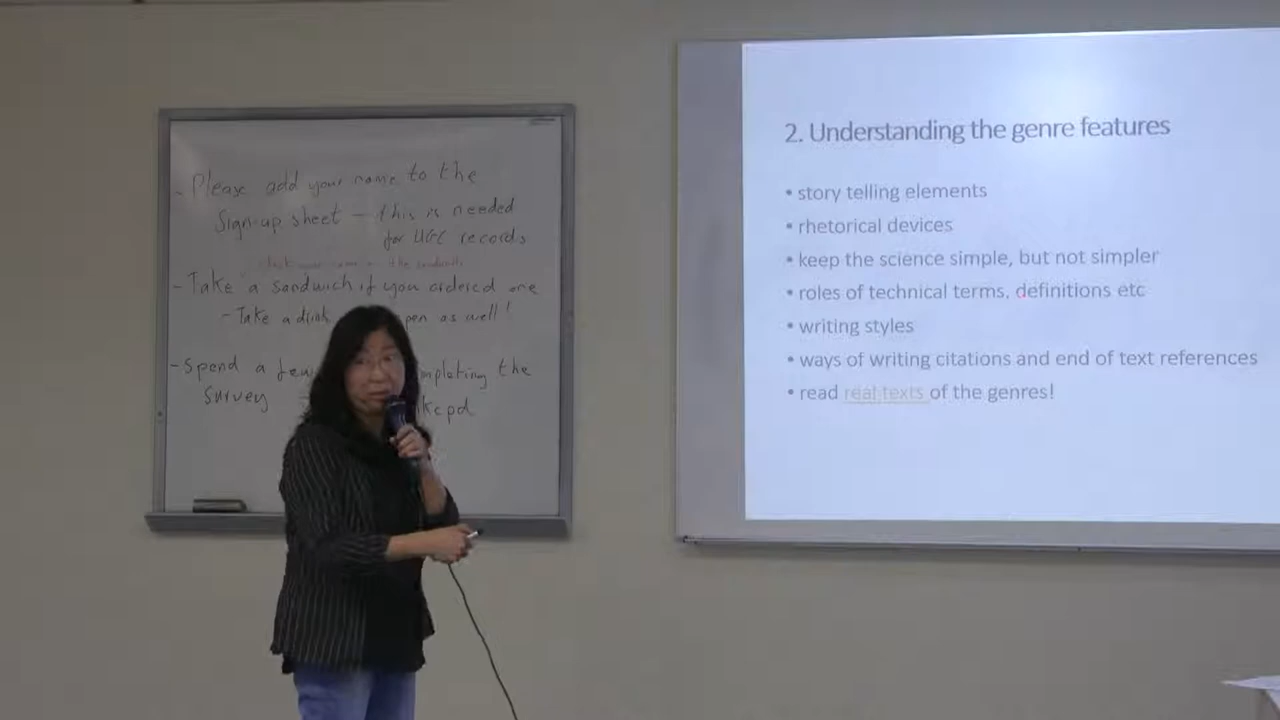 - Please add your name to the
Sign-up sheet - this is needed
for UGC records
- Take a sandwich if you ordered one
- Take a drink pen as well!
- Spend a few mpleting the
survey kcpd
2. Understanding the genre features
• story telling elements
• rhetorical devices
• keep the science simple, but not simpler
• roles of technical terms, definitions etc
• writing styles
• ways of writing citations and end of text references
• read real texts of the genres!